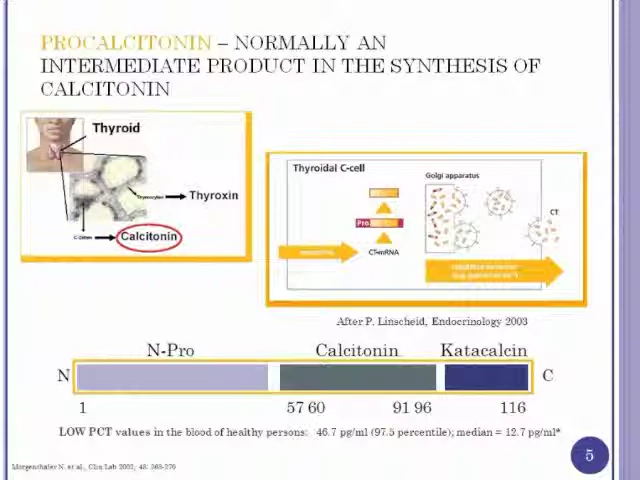 PROCALCITONIN – NORMALLY AN
INTERMEDIATE PRODUCT IN THE SYNTHESIS OF
CALCITONIN
Thyroid
Thyroxin
Calcitonin
Thyroidal C-cell
Golgi apparatus
Pro
CT
CT-mRNA
After P. Linscheid, Endocrinology 2003
N-Pro Calcitonin Katacalcin
N C
1 57 60 91 96 116
LOW PCT values in the blood of healthy persons: 46.7 pg/ml (97.5 percentile); median = 12.7 pg/ml*
5
Morgenthaler N. et al., Clin Lab 2002, 48: 263-270